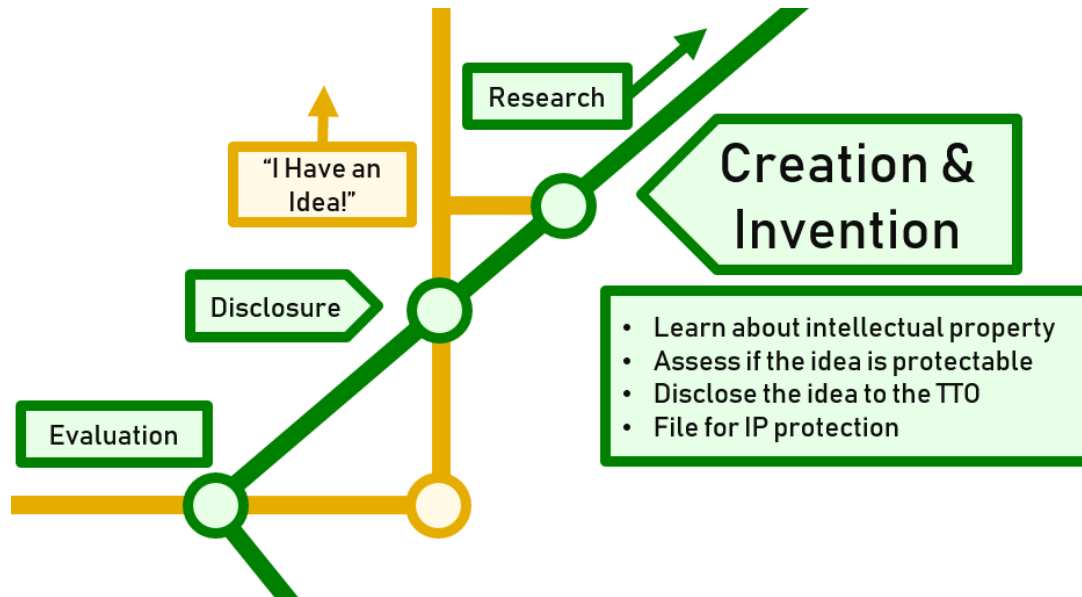 Research
"I Have an
Idea!"
Creation &
Invention
Disclosure
• Learn about intellectual property
• Assess if the idea is protectable
• Disclose the idea to the TTO
• File for IP protection
Evaluation